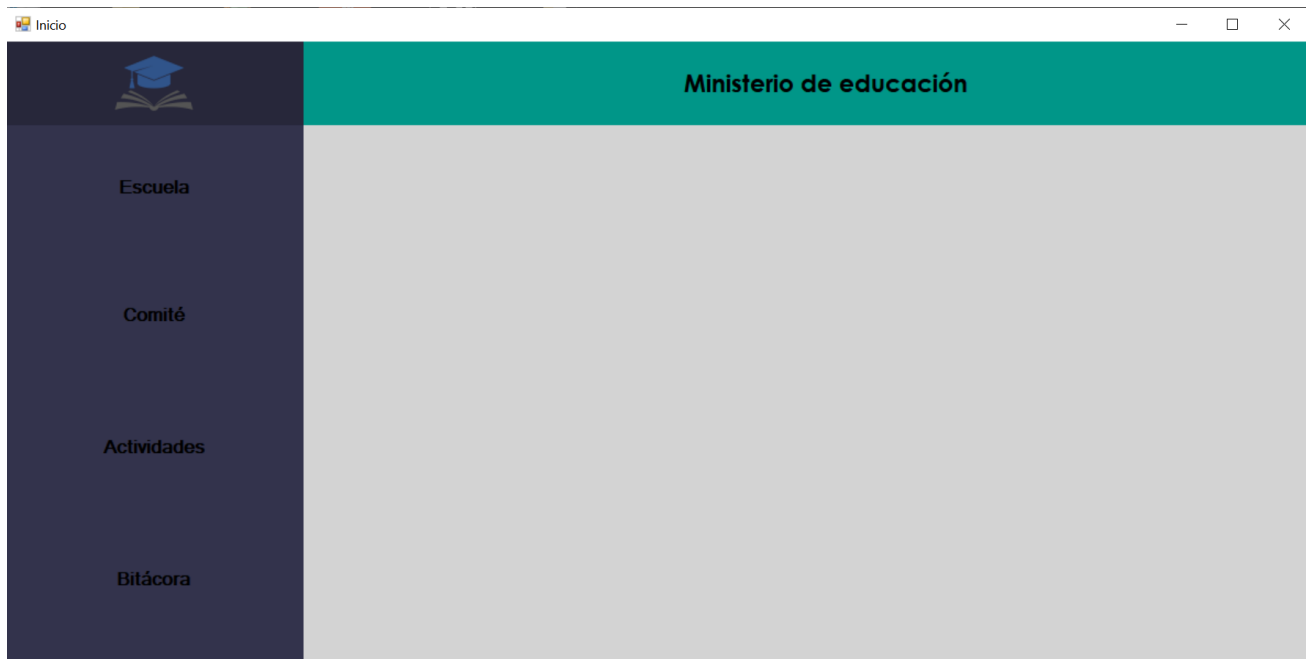 Inicio
Ministerio de educación
Escuela
Comité
Actividades
Bitácora